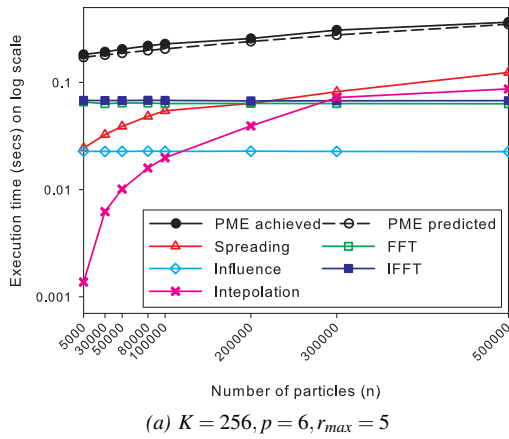 Execution time (secs) on log scale
0.1
0.01
0.001
PME achieved
PME predicted
Spreading
FFT
Influence
IFFT
Intepolation
5000
30000
50000
80000
100000
200000
300000
500000
Number of particles (n)
(a) K = 256, p = 6, r_max = 5